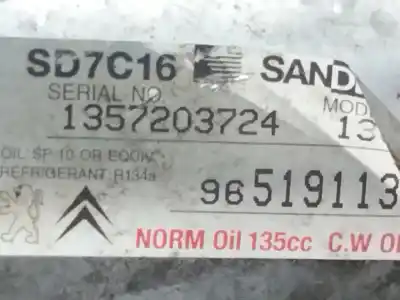 SD7C16 SAND
SERIAL NO. MOD
1357203724 13
OIL SP 10 OR EQUIV.
REFRIGERANT R134a
96519113
NORM Oil 135cc C.W O